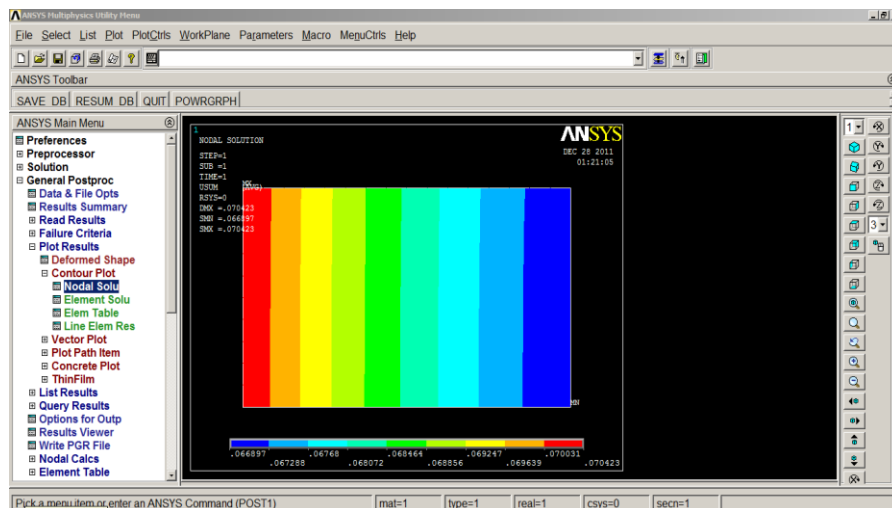 ANSYS Multiphysics Utility Menu
File Select List Plot PlotCtrls WorkPlane Parameters Macro MenuCtrls Help
ANSYS Toolbar
SAVE_DB RESUM_DB QUIT POWRGRPH
ANSYS Main Menu
Preferences
Preprocessor
Solution
General Postproc
Data & File Opts
Results Summary
Read Results
Failure Criteria
Plot Results
Deformed Shape
Contour Plot
Nodal Solu
Element Solu
Elem Table
Line Elem Res
Vector Plot
Plot Path Item
Concrete Plot
ThinFilm
List Results
Query Results
Options for Outp
Results Viewer
Write PGR File
Nodal Calcs
Element Table
1
NODAL SOLUTION
STEP=1
SUB =1
TIME=1
USUM (AVG)
RSYS=0
DMX =.070423
SMN =.066897
SMX =.070423
ANSYS
DEC 28 2011
01:21:05
MX
MN
.066897 .06768 .068464 .069247 .070031
.067288 .068072 .068856 .069639 .070423
1
3
Pick a menu item or enter an ANSYS Command (POST1) mat=1 type=1 real=1 csys=0 secn=1